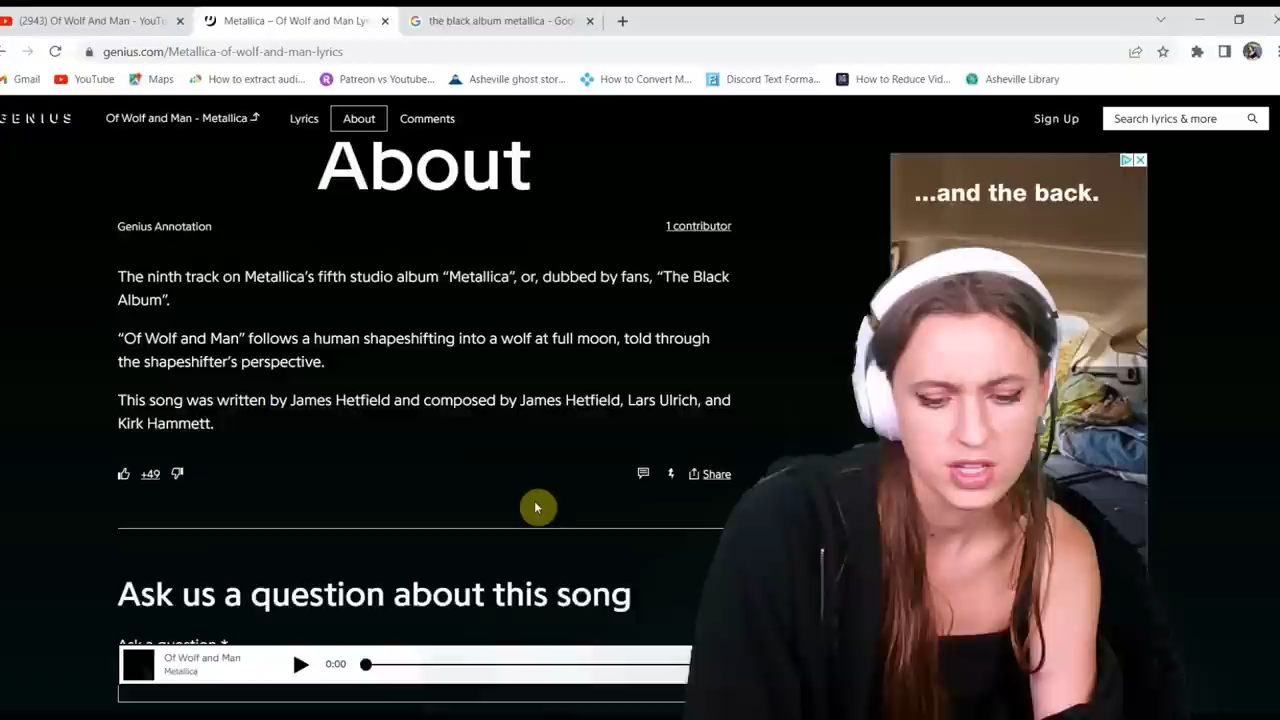 (2943) Of Wolf And Man - YouTu
Metallica – Of Wolf and Man Ly
the black album metallica - Goo
genius.com/Metallica-of-wolf-and-man-lyrics
Gmail
YouTube
Maps
How to extract audi...
Patreon vs Youtube...
Asheville ghost stor...
How to Convert M...
Discord Text Forma...
How to Reduce Vid...
Asheville Library
GENIUS
Of Wolf and Man - Metallica
Lyrics
About
Comments
Sign Up
Search lyrics & more
About
...and the back.
Genius Annotation
1 contributor
The ninth track on Metallica's fifth studio album “Metallica”, or, dubbed by fans, “The Black
Album”.
“Of Wolf and Man” follows a human shapeshifting into a wolf at full moon, told through
the shapeshifter's perspective.
This song was written by James Hetfield and composed by James Hetfield, Lars Ulrich, and
Kirk Hammett.
+49
Share
Ask us a question about this song
Ask a question *
Of Wolf and Man
Metallica
0:00